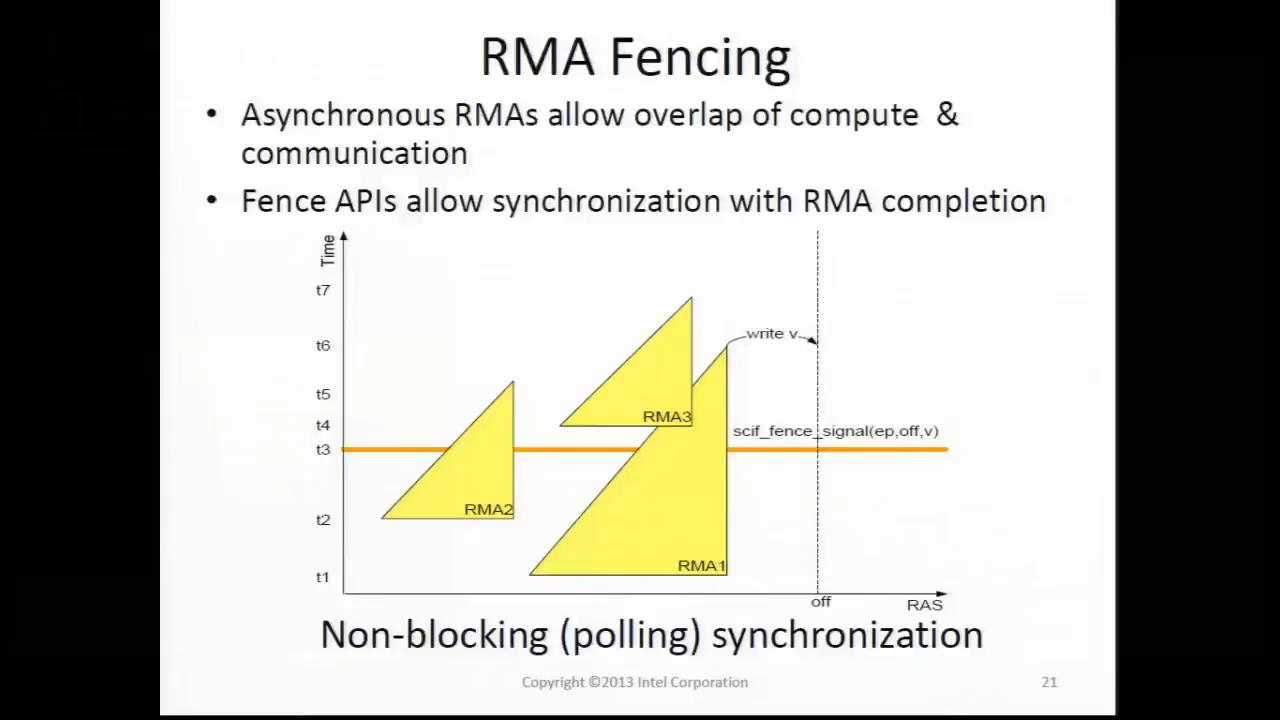 RMA Fencing
• Asynchronous RMAs allow overlap of compute & 
communication
• Fence APIs allow synchronization with RMA completion
Time
t7
t6
write v
t5
t4
RMA3
scif_fence_signal(ep,off,v)
t3
RMA2
t2
RMA1
t1
off
RAS
Non-blocking (polling) synchronization
Copyright ©2013 Intel Corporation
21